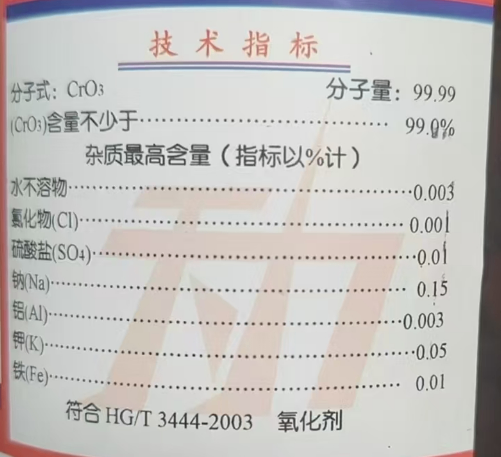 技术指标
分子式: CrO₃ 分子量: 99.99
(CrO₃)含量不少于······························ 99.0%
杂质最高含量（指标以%计）
水不溶物··········································0.003
氯化物(Cl)······································· 0.001
硫酸盐(SO₄)·····································0.01
钠(Na)············································ 0.15
铝(Al)············································0.003
钾(K)·············································0.05
铁(Fe)············································ 0.01
符合 HG/T 3444-2003 氧化剂